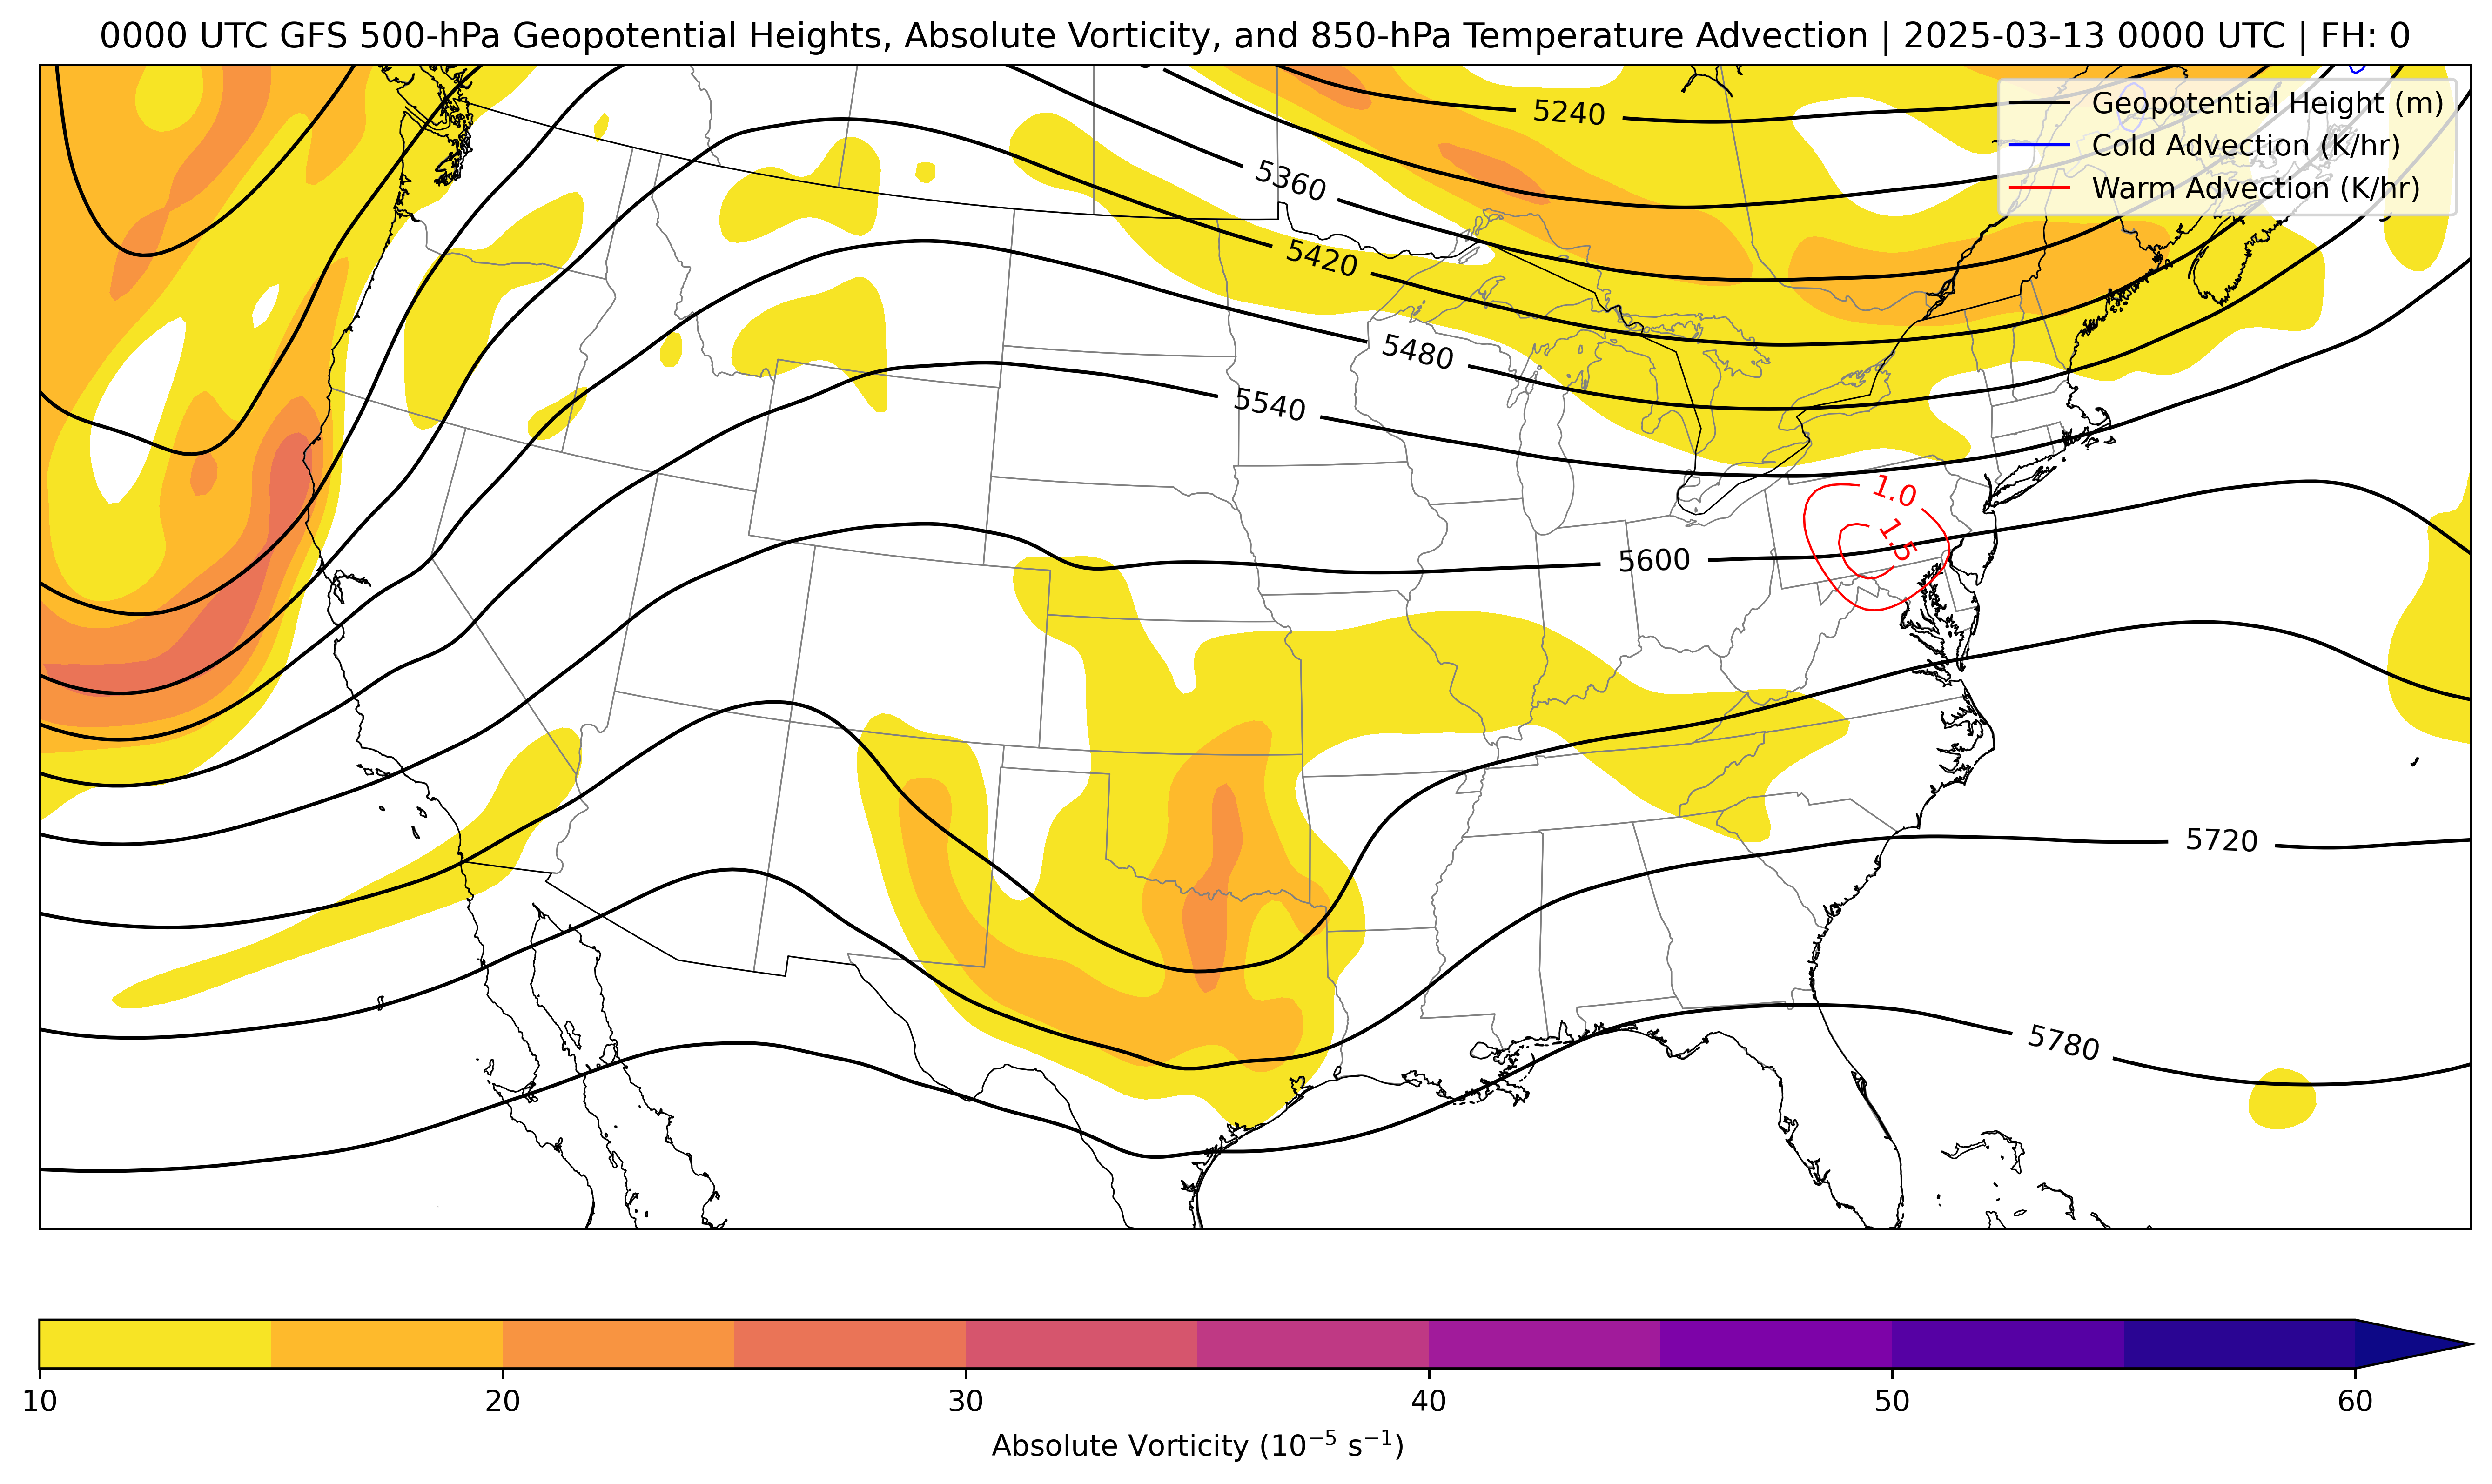 0000 UTC GFS 500-hPa Geopotential Heights, Absolute Vorticity, and 850-hPa Temperature Advection | 2025-03-13 0000 UTC | FH: 0
Geopotential Height (m)
Cold Advection (K/hr)
Warm Advection (K/hr)
5240
5360
5420
5480
5540
1.0
1.5
5600
5720
5780
10 20 30 40 50 60
Absolute Vorticity (10⁻⁵ s⁻¹)